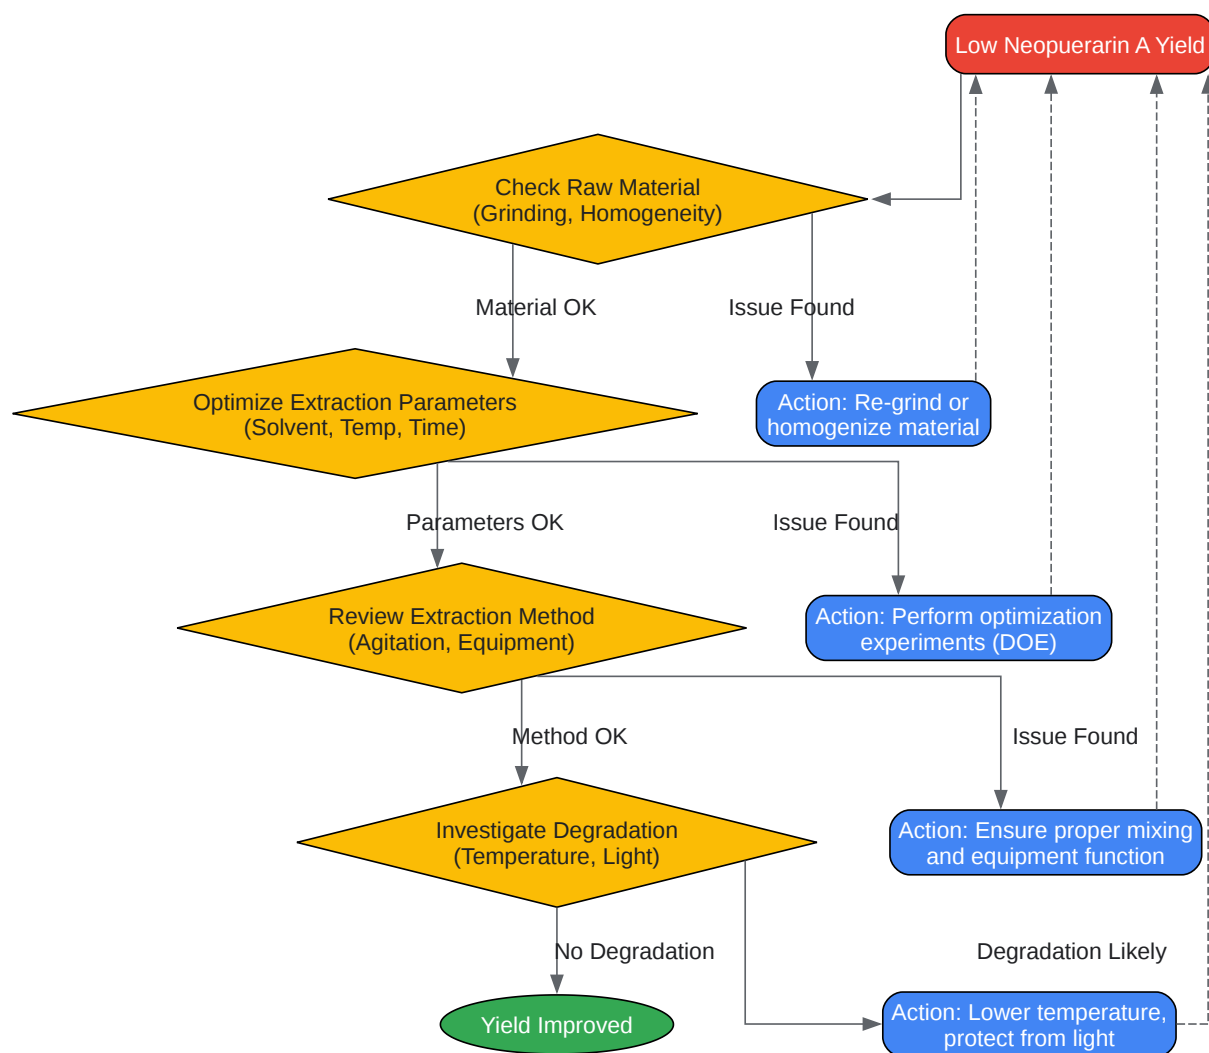 Low Neopuerarin A Yield
Check Raw Material
(Grinding, Homogeneity)
Material OK
Issue Found
Optimize Extraction Parameters
(Solvent, Temp, Time)
Action: Re-grind or
homogenize material
Parameters OK
Issue Found
Review Extraction Method
(Agitation, Equipment)
Action: Perform optimization
experiments (DOE)
Method OK
Issue Found
Investigate Degradation
(Temperature, Light)
Action: Ensure proper mixing
and equipment function
No Degradation
Degradation Likely
Yield Improved
Action: Lower temperature,
protect from light